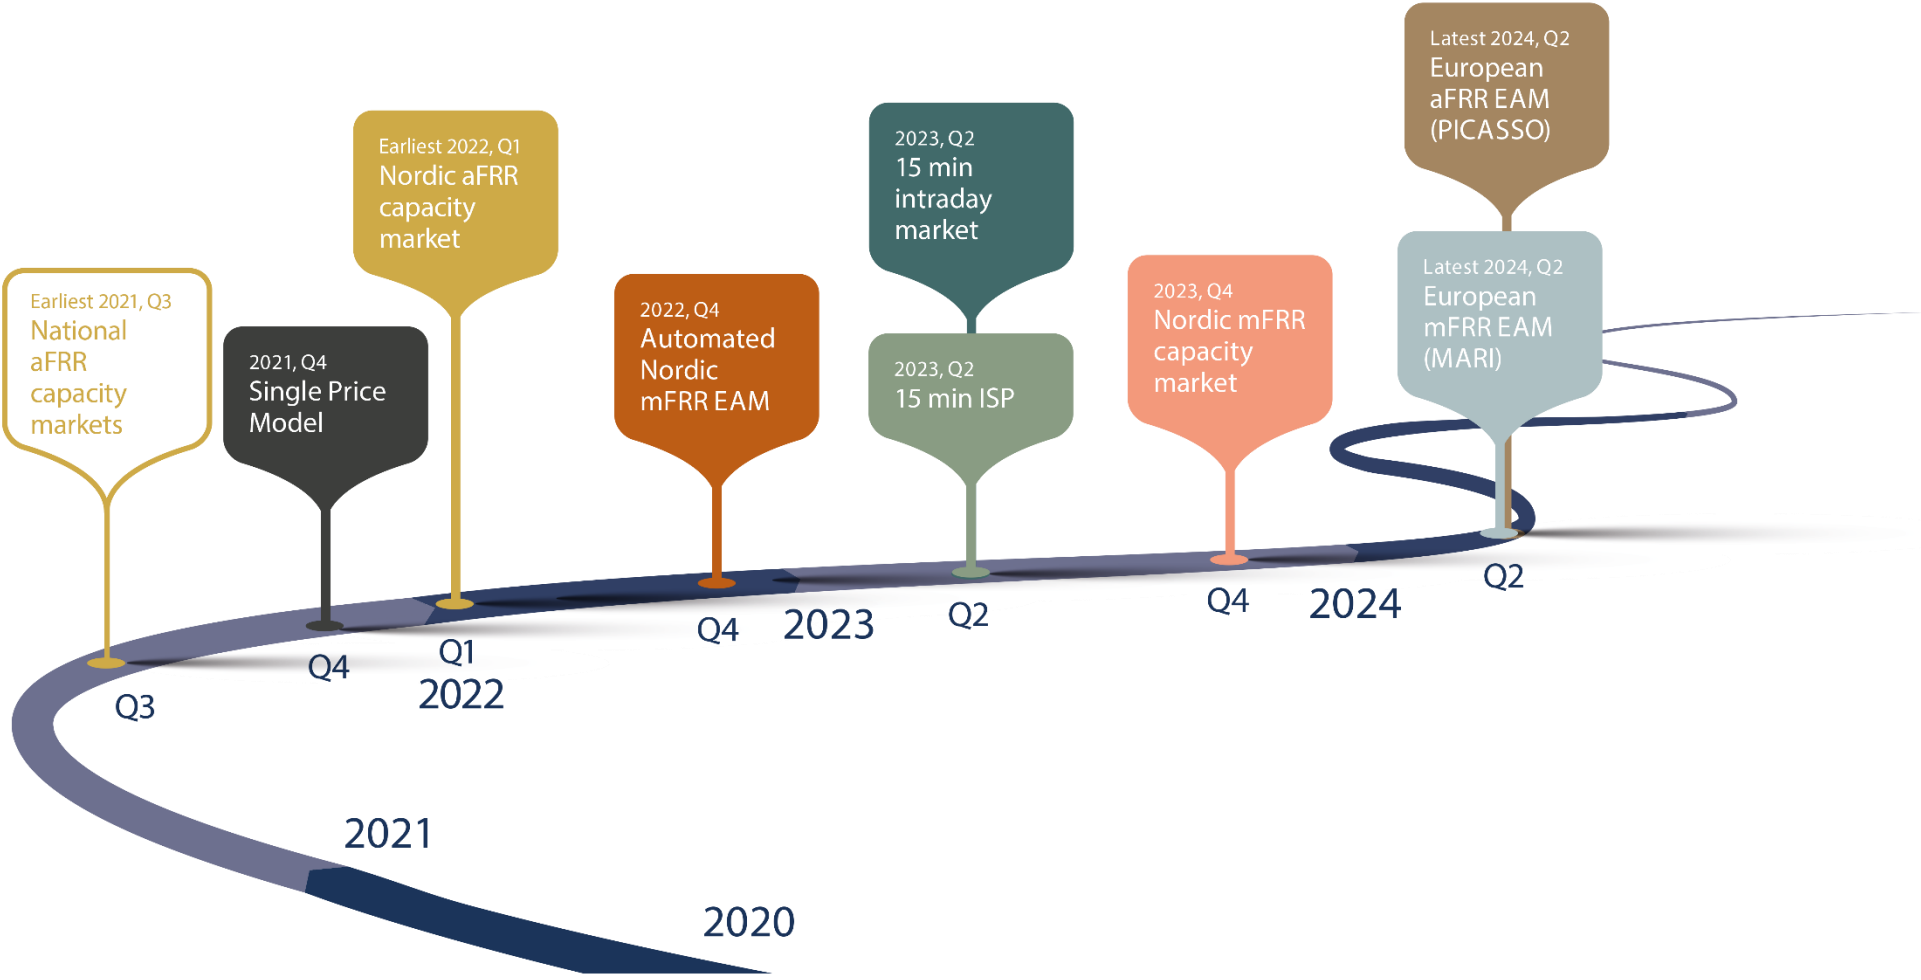 Earliest 2021, Q3
National
aFRR
capacity
markets
2021, Q4
Single Price
Model
Earliest 2022, Q1
Nordic aFRR
capacity
market
2022, Q4
Automated
Nordic
mFRR EAM
2023, Q2
15 min
intraday
market
2023, Q2
15 min ISP
2023, Q4
Nordic mFRR
capacity
market
Latest 2024, Q2
European
aFRR EAM
(PICASSO)
Latest 2024, Q2
European
mFRR EAM
(MARI)
Q3
Q4
Q1
2022
Q4
2023
Q2
Q4
2024
Q2
2021
2020